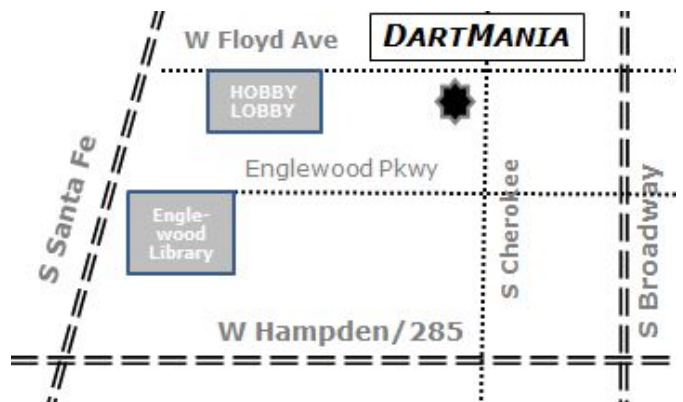 W Floyd Ave
DARTMANIA
HOBBY
LOBBY
Englewood Pkwy
S Santa Fe
Engle-
wood
Library
S Cherokee
S Broadway
W Hampden/285